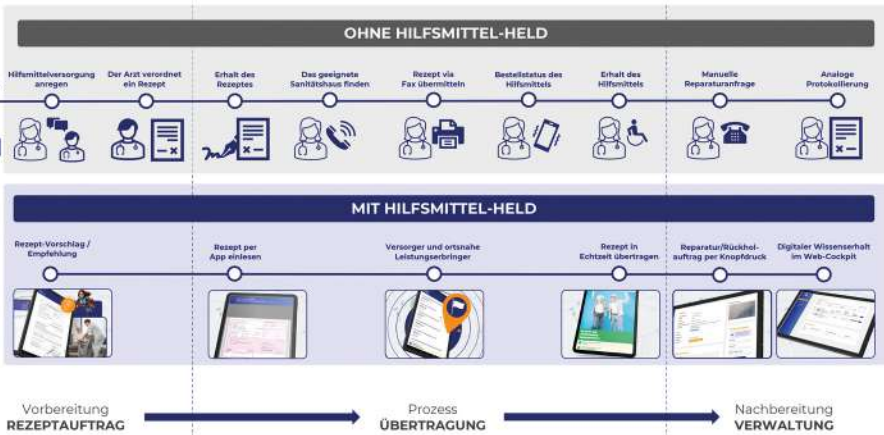 OHNE HILFSMITTEL-HELD
Hilfsmittelversorgung
anregen
Der Arzt verordnet
ein Rezept
Erhalt des
Rezeptes
Das geeignete
Sanitätshaus finden
Rezept via
Fax übermitteln
Bestellstatus des
Hilfsmittels
Erhalt des
Hilfsmittels
Manuelle
Reparaturanfrage
Analoge
Protokollierung
MIT HILFSMITTEL-HELD
Rezept-Vorschlag /
Empfehlung
Rezept per
App einlesen
Versorger und ortsnahe
Leistungserbringer
Rezept in
Echtzeit übertragen
Reparatur/Rückhol-
auftrag per Knopfdruck
Digitaler Wissenserhalt
im Web-Cockpit
Vorbereitung
REZEPTAUFTRAG
Prozess
ÜBERTRAGUNG
Nachbereitung
VERWALTUNG